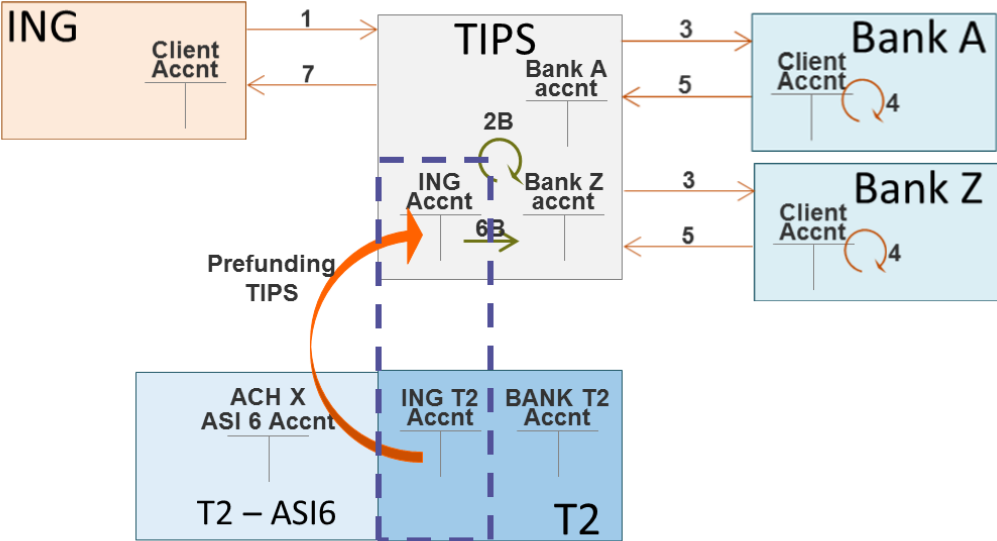 ING
Client
Accnt
1
7
TIPS
Bank A
accnt
2B
ING
Accnt
Bank Z
accnt
6B
3
5
Bank A
Client
Accnt
4
3
5
Bank Z
Client
Accnt
4
Prefunding
TIPS
ACH X
ASI 6 Accnt
T2 – ASI6
ING T2
Accnt
BANK T2
Accnt
T2